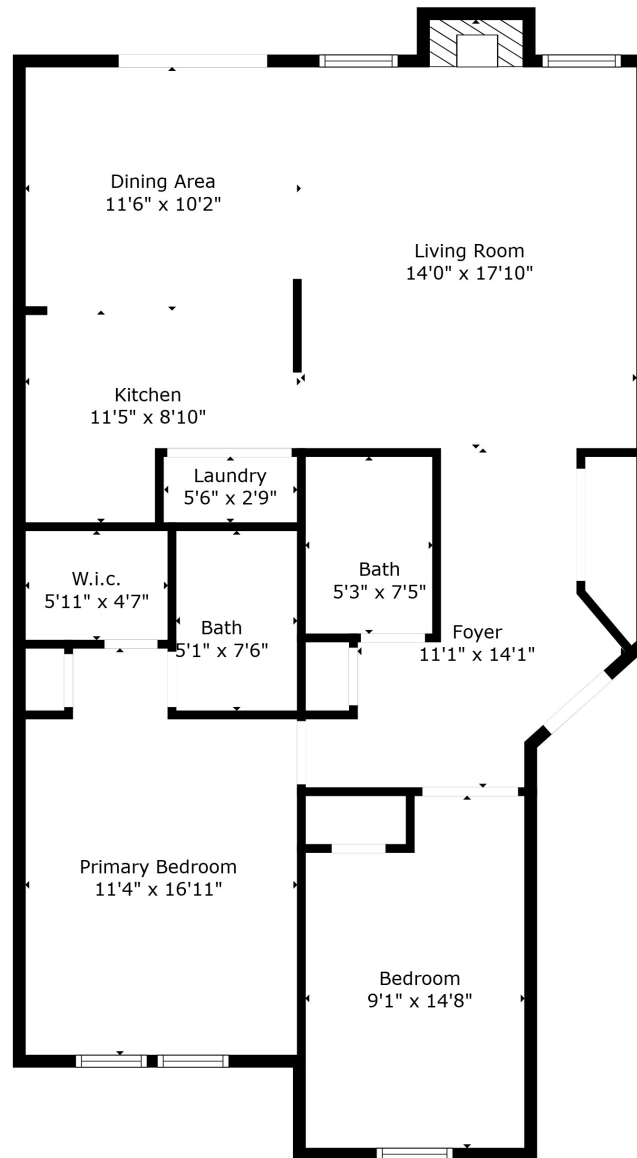 Dining Area
11'6" x 10'2"
Living Room
14'0" x 17'10"
Kitchen
11'5" x 8'10"
Laundry
5'6" x 2'9"
W.i.c.
5'11" x 4'7"
Bath
5'1" x 7'6"
Bath
5'3" x 7'5"
Foyer
11'1" x 14'1"
Primary Bedroom
11'4" x 16'11"
Bedroom
9'1" x 14'8"